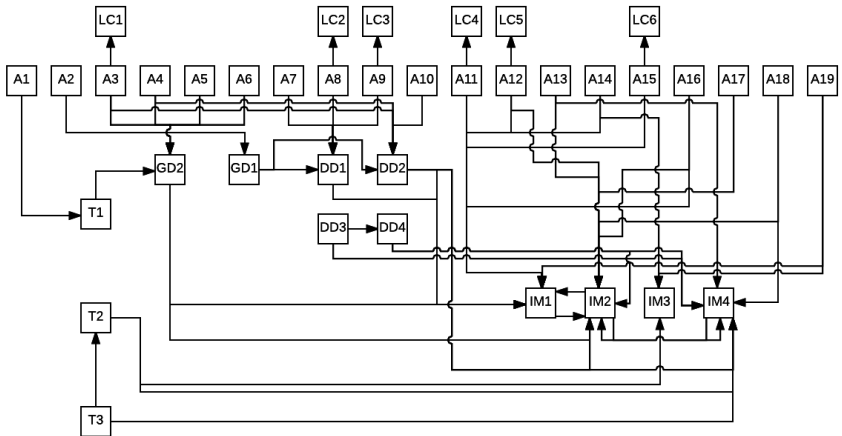 LC1 LC2 LC3 LC4 LC5 LC6
A1 A2 A3 A4 A5 A6 A7 A8 A9 A10 A11 A12 A13 A14 A15 A16 A17 A18 A19
GD2 GD1 DD1 DD2
T1 DD3 DD4
IM1 IM2 IM3 IM4
T2
T3